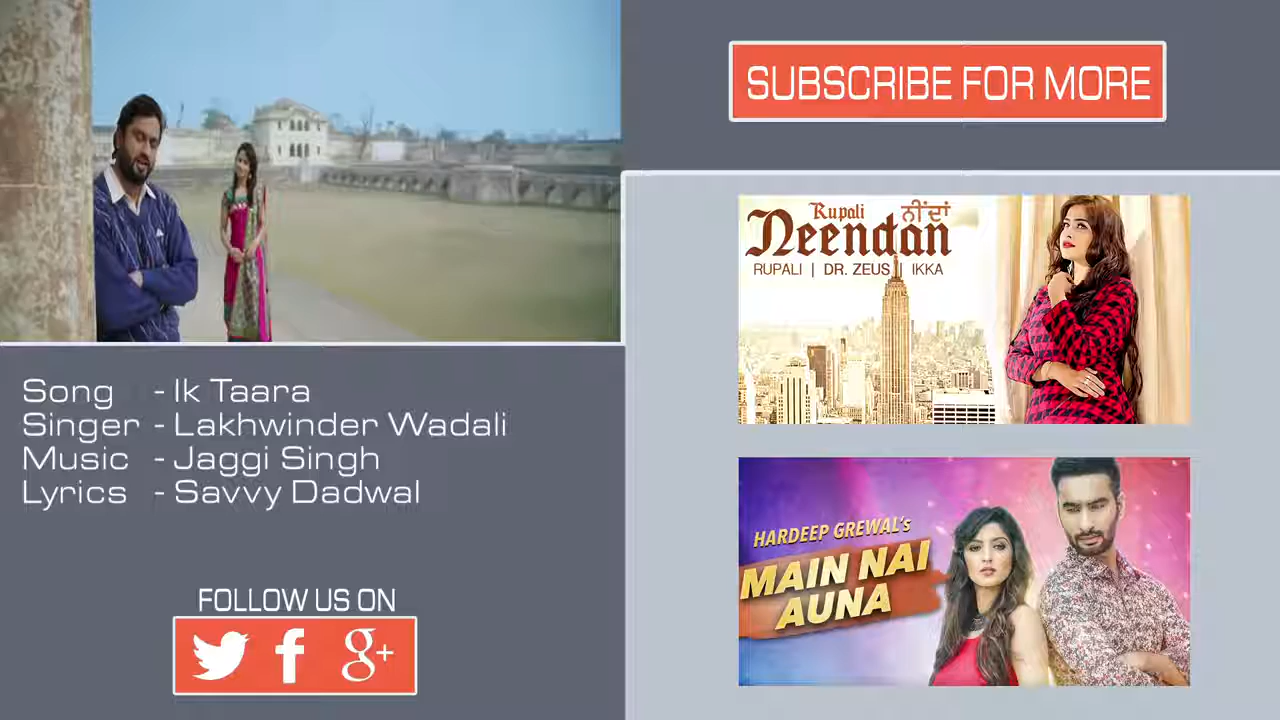 SUBSCRIBE FOR MORE
Rupali ਨੀਂਦਾਂ
Neendan
RUPALI | DR. ZEUS | IKKA
Song - Ik Taara
Singer - Lakhwinder Wadali
Music - Jaggi Singh
Lyrics - Savvy Dadwal
HARDEEP GREWAL's
MAIN NAI
AUNA
FOLLOW US ON
g+